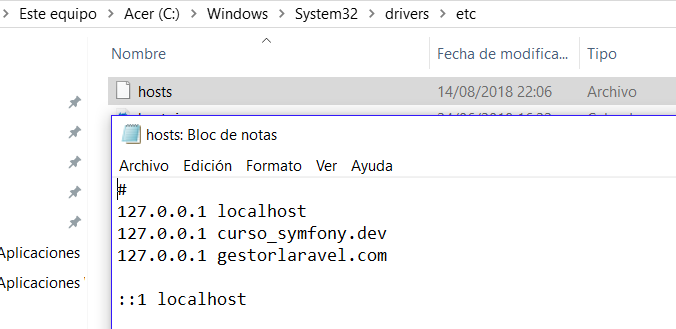 Este equipo > Acer (C:) > Windows > System32 > drivers > etc
Nombre Fecha de modifica... Tipo
hosts 14/08/2018 22:06 Archivo
hosts: Bloc de notas
Archivo Edición Formato Ver Ayuda
#
127.0.0.1 localhost
127.0.0.1 curso_symfony.dev
127.0.0.1 gestorlaravel.com
Aplicaciones
Aplicaciones
::1 localhost